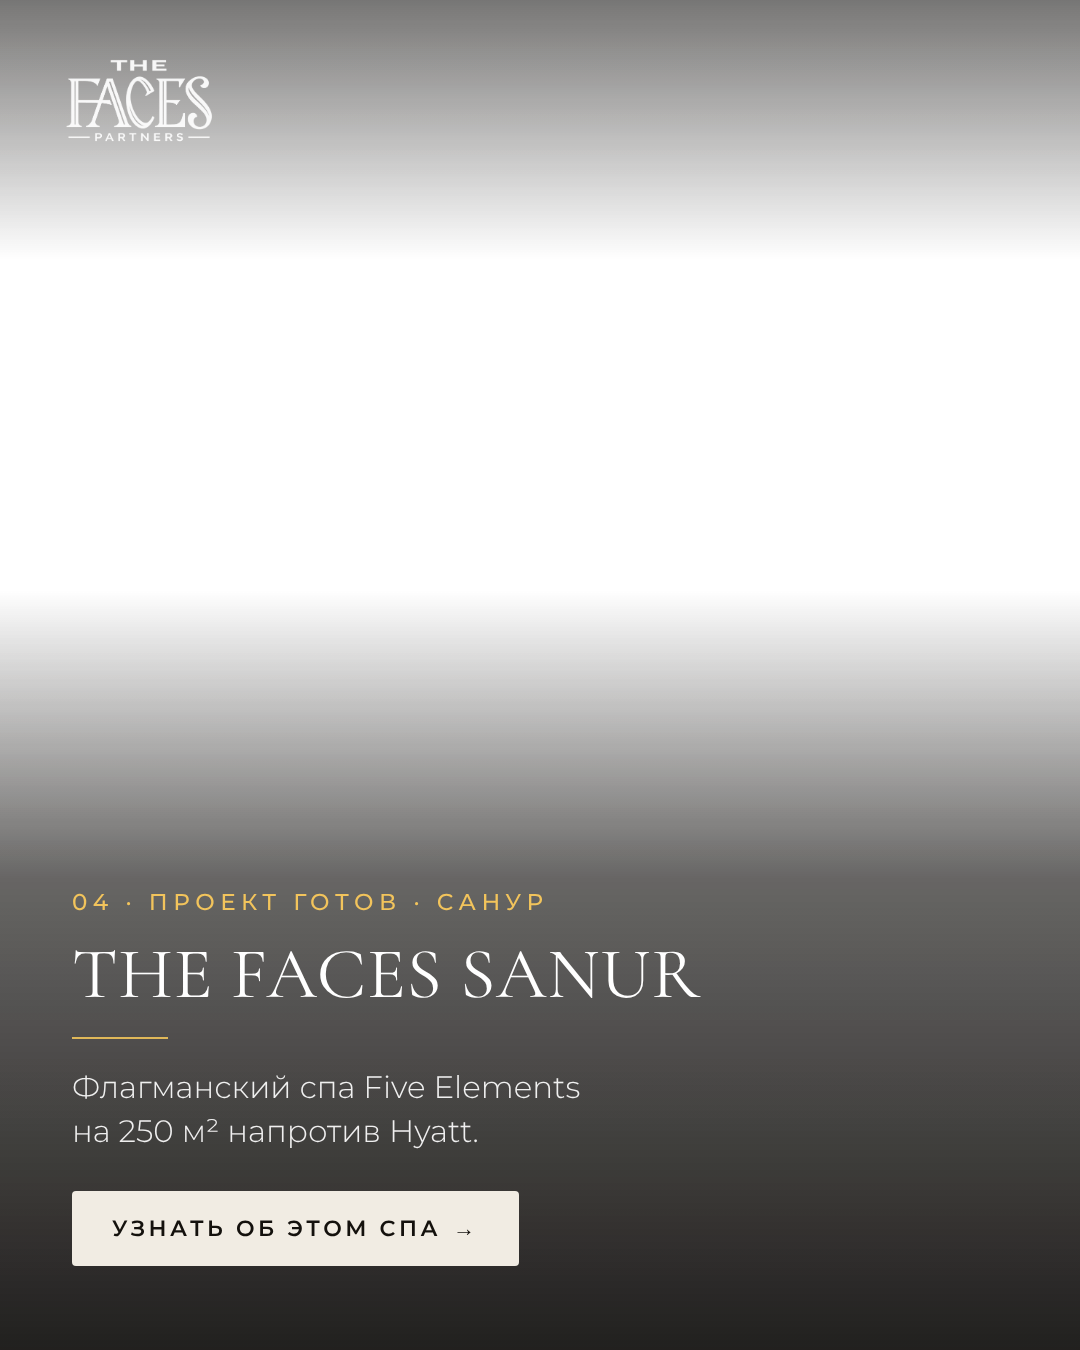 THE
FACES
PARTNERS
04 · ПРОЕКТ ГОТОВ · САНУР
THE FACES SANUR
Флагманский спа Five Elements
на 250 м² напротив Hyatt.
УЗНАТЬ ОБ ЭТОМ СПА →